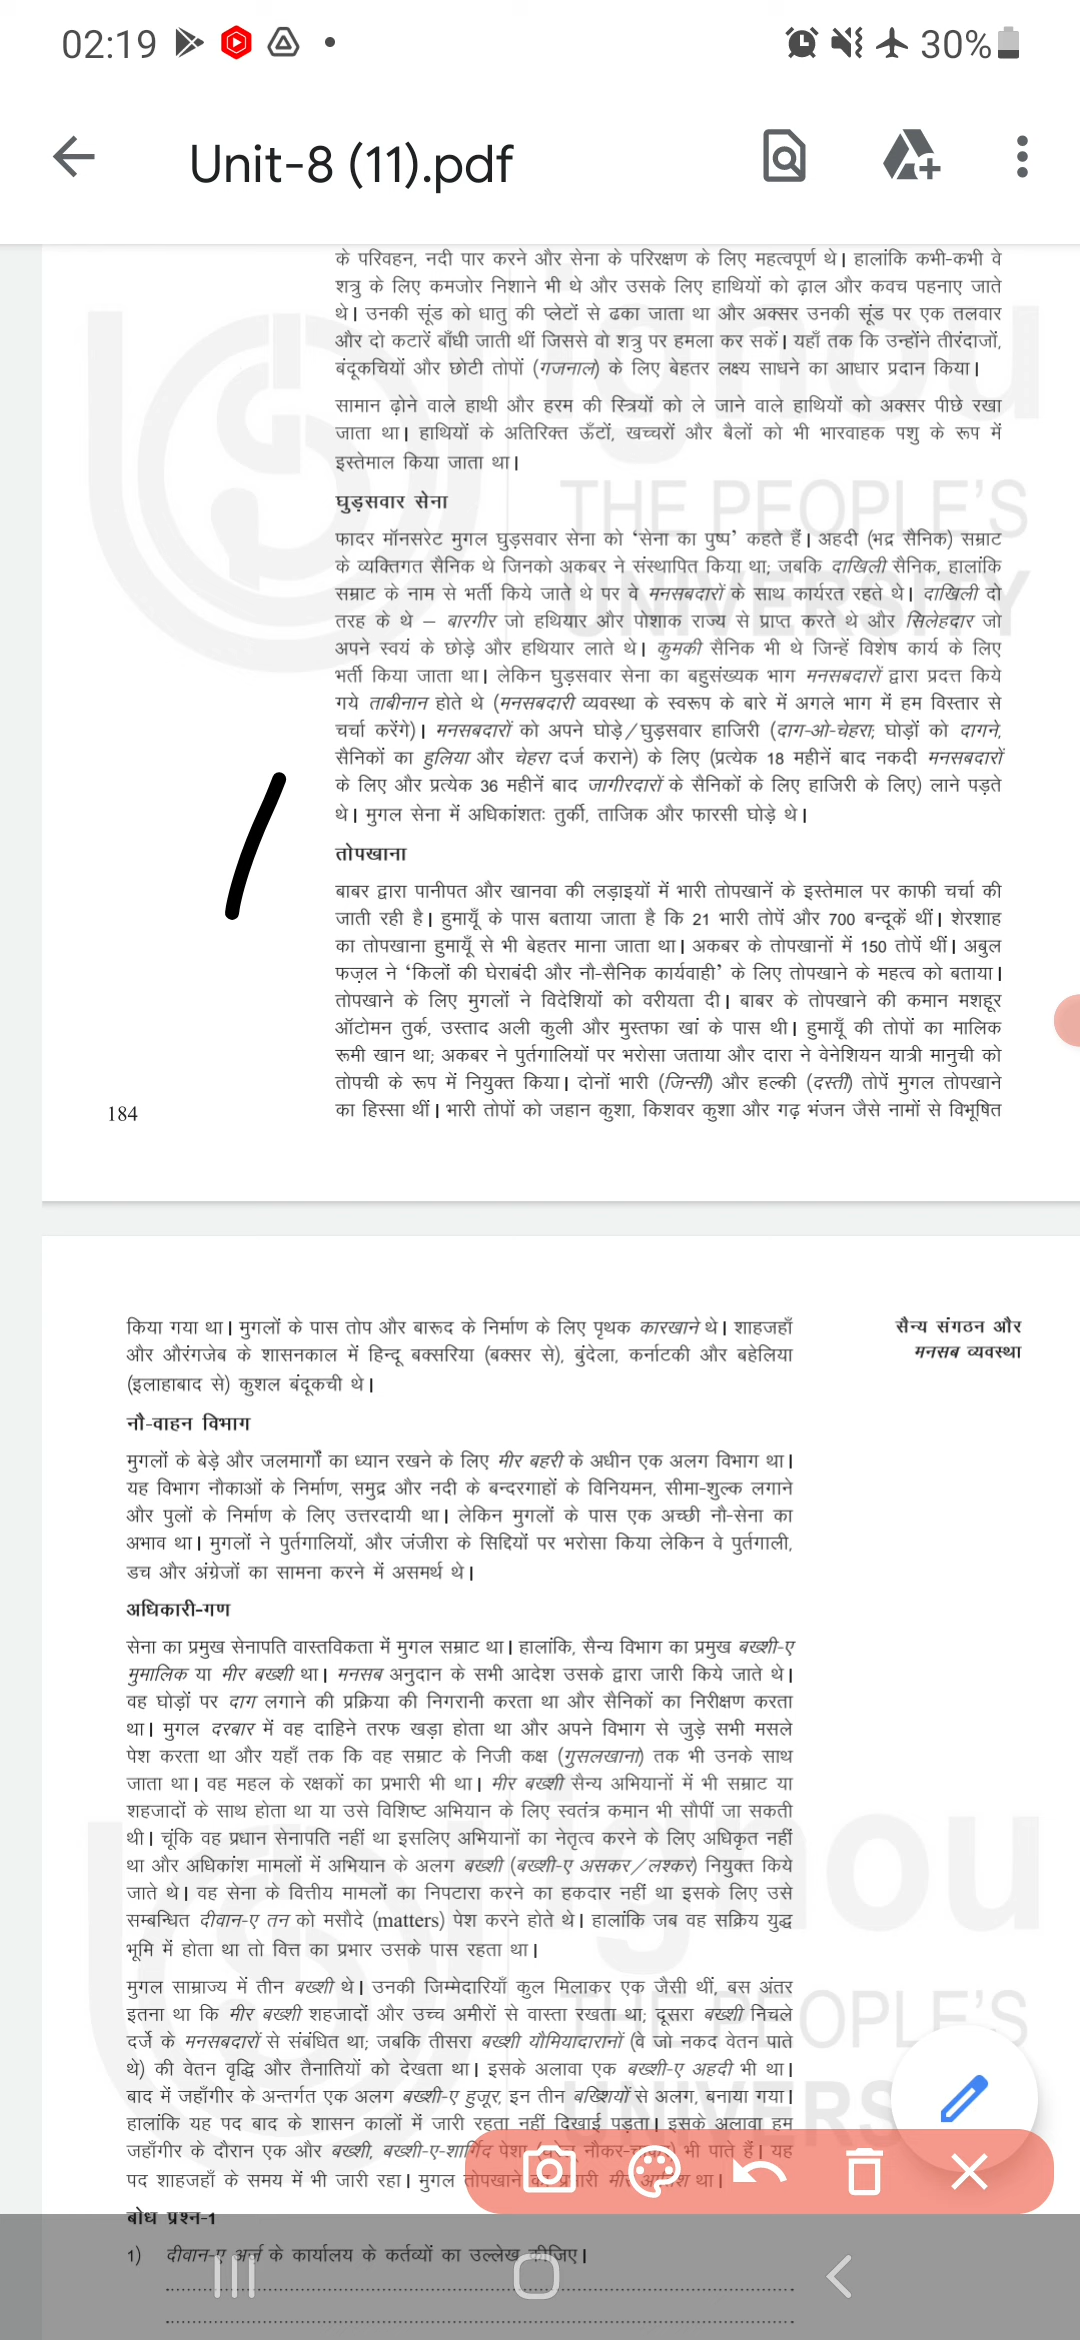 02:19
30%
Unit-8 (11).pdf
के परिवहन, नदी पार करने और सेना के परिरक्षण के लिए महत्वपूर्ण थे। हालांकि कभी-कभी वे
शत्रु के लिए कमजोर निशाने भी थे और उसके लिए हाथियों को ढ़ाल और कवच पहनाए जाते
थे। उनकी सूंड को धातु की प्लेटों से ढका जाता था और अक्सर उनकी सूंड पर एक तलवार
और दो कटारें बाँधी जाती थीं जिससे वो शत्रु पर हमला कर सकें। यहाँ तक कि उन्होंने तीरंदाजों,
बंदूकचियों और छोटी तोपों (गजनाल) के लिए बेहतर लक्ष्य साधने का आधार प्रदान किया।
सामान ढ़ोने वाले हाथी और हरम की स्त्रियों को ले जाने वाले हाथियों को अक्सर पीछे रखा
जाता था। हाथियों के अतिरिक्त ऊँटों, खच्चरों और बैलों को भी भारवाहक पशु के रूप में
इस्तेमाल किया जाता था।
घुड़सवार सेना
फादर मॉनसरेट मुगल घुड़सवार सेना को ‘सेना का पुष्प’ कहते हैं। अहदी (भद्र सैनिक) सम्राट
के व्यक्तिगत सैनिक थे जिनको अकबर ने संस्थापित किया था; जबकि दाखिली सैनिक, हालांकि
सम्राट के नाम से भर्ती किये जाते थे पर वे मनसबदारों के साथ कार्यरत रहते थे। दाखिली दो
तरह के थे – बारगीर जो हथियार और पोशाक राज्य से प्राप्त करते थे और सिलेहदार जो
अपने स्वयं के छोड़े और हथियार लाते थे। कुमकी सैनिक भी थे जिन्हें विशेष कार्य के लिए
भर्ती किया जाता था। लेकिन घुड़सवार सेना का बहुसंख्यक भाग मनसबदारों द्वारा प्रदत्त किये
गये ताबीनान होते थे (मनसबदारी व्यवस्था के स्वरूप के बारे में अगले भाग में हम विस्तार से
चर्चा करेंगे)। मनसबदारों को अपने घोड़े/घुड़सवार हाजिरी (दाग-ओ-चेहरा; घोड़ों को दागने,
सैनिकों का हुलिया और चेहरा दर्ज कराने) के लिए (प्रत्येक 18 महीनें बाद नकदी मनसबदारों
के लिए और प्रत्येक 36 महीनें बाद जागीरदारों के सैनिकों के लिए हाजिरी के लिए) लाने पड़ते
थे। मुगल सेना में अधिकांशतः तुर्की, ताजिक और फारसी घोड़े थे।
तोपखाना
बाबर द्वारा पानीपत और खानवा की लड़ाइयों में भारी तोपखानें के इस्तेमाल पर काफी चर्चा की
जाती रही है। हुमायूँ के पास बताया जाता है कि 21 भारी तोपें और 700 बन्दूकें थीं। शेरशाह
का तोपखाना हुमायूँ से भी बेहतर माना जाता था। अकबर के तोपखानों में 150 तोपें थीं। अबुल
फज़ल ने ‘किलों की घेराबंदी और नौ-सैनिक कार्यवाही’ के लिए तोपखाने के महत्व को बताया।
तोपखाने के लिए मुगलों ने विदेशियों को वरीयता दी। बाबर के तोपखाने की कमान मशहूर
ऑटोमन तुर्क, उस्ताद अली कुली और मुस्तफा खां के पास थी। हुमायूँ की तोपों का मालिक
रूमी खान था; अकबर ने पुर्तगालियों पर भरोसा जताया और दारा ने वेनेशियन यात्री मानुची को
तोपची के रूप में नियुक्त किया। दोनों भारी (जिन्सी) और हल्की (दस्ती) तोपें मुगल तोपखाने
का हिस्सा थीं। भारी तोपों को जहान कुशा, किशवर कुशा और गढ़ भंजन जैसे नामों से विभूषित
184
किया गया था। मुगलों के पास तोप और बारूद के निर्माण के लिए पृथक कारखाने थे। शाहजहाँ
और औरंगजेब के शासनकाल में हिन्दू बक्सरिया (बक्सर से), बुंदेला, कर्नाटकी और बहेलिया
(इलाहाबाद से) कुशल बंदूकची थे।
सैन्य संगठन और
मनसब व्यवस्था
नौ-वाहन विभाग
मुगलों के बेड़े और जलमार्गों का ध्यान रखने के लिए मीर बहरी के अधीन एक अलग विभाग था।
यह विभाग नौकाओं के निर्माण, समुद्र और नदी के बन्दरगाहों के विनियमन, सीमा-शुल्क लगाने
और पुलों के निर्माण के लिए उत्तरदायी था। लेकिन मुगलों के पास एक अच्छी नौ-सेना का
अभाव था। मुगलों ने पुर्तगालियों, और जंजीरा के सिद्दियों पर भरोसा किया लेकिन वे पुर्तगाली,
डच और अंग्रेजों का सामना करने में असमर्थ थे।
अधिकारी-गण
सेना का प्रमुख सेनापति वास्तविकता में मुगल सम्राट था। हालांकि, सैन्य विभाग का प्रमुख बख्शी-ए
मुमालिक या मीर बख्शी था। मनसब अनुदान के सभी आदेश उसके द्वारा जारी किये जाते थे।
वह घोड़ों पर दाग लगाने की प्रक्रिया की निगरानी करता था और सैनिकों का निरीक्षण करता
था। मुगल दरबार में वह दाहिने तरफ खड़ा होता था और अपने विभाग से जुड़े सभी मसले
पेश करता था और यहाँ तक कि वह सम्राट के निजी कक्ष (गुसलखाना) तक भी उनके साथ
जाता था। वह महल के रक्षकों का प्रभारी भी था। मीर बख्शी सैन्य अभियानों में भी सम्राट या
शहजादों के साथ होता था या उसे विशिष्ट अभियान के लिए स्वतंत्र कमान भी सौपीं जा सकती
थी। चूंकि वह प्रधान सेनापति नहीं था इसलिए अभियानों का नेतृत्व करने के लिए अधिकृत नहीं
था और अधिकांश मामलों में अभियान के अलग बख्शी (बख्शी-ए असकर/लश्कर) नियुक्त किये
जाते थे। वह सेना के वित्तीय मामलों का निपटारा करने का हकदार नहीं था इसके लिए उसे
सम्बन्धित दीवान-ए तन को मसौदे (matters) पेश करने होते थे। हालांकि जब वह सक्रिय युद्ध
भूमि में होता था तो वित्त का प्रभार उसके पास रहता था।
मुगल साम्राज्य में तीन बख्शी थे। उनकी जिम्मेदारियाँ कुल मिलाकर एक जैसी थीं, बस अंतर
इतना था कि मीर बख्शी शहजादों और उच्च अमीरों से वास्ता रखता था; दूसरा बख्शी निचले
दर्जे के मनसबदारों से संबंधित था; जबकि तीसरा बख्शी यौमियादारानों (वे जो नकद वेतन पाते
थे) की वेतन वृद्धि और तैनातियों को देखता था। इसके अलावा एक बख्शी-ए अहदी भी था।
बाद में जहाँगीर के अन्तर्गत एक अलग बख्शी-ए हुजूर, इन तीन बख्शियों से अलग, बनाया गया।
हालांकि यह पद बाद के शासन कालों में जारी रहता नहीं दिखाई पड़ता। इसके अलावा हम
जहाँगीर के दौरान एक और बख्शी, बख्शी-ए-शागिर्द पेशा भी पाते हैं। यह
पद शाहजहाँ के समय में भी जारी रहा। मुगल तोपखाने का प्रभारी मीर आतिश था।
बोध प्रश्न-1
1) दीवान-ए अर्ज के कार्यालय के कर्तव्यों का उल्लेख कीजिए।
ignou
THE PEOPLE'S
UNIVERSITY